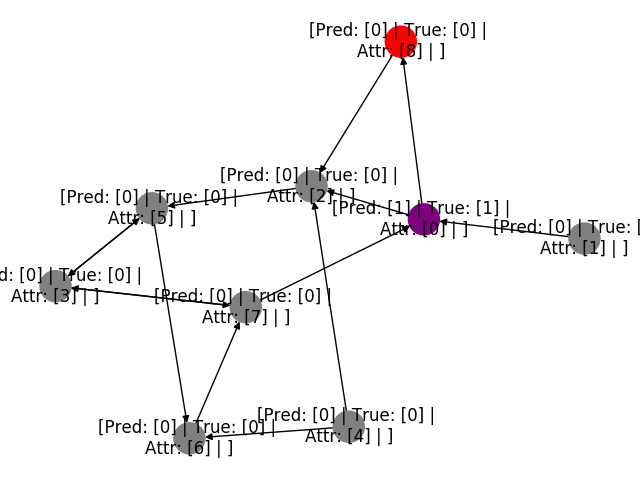 [Pred: [0] | True: [0] |
Attr: [8] | ]
[Pred: [0] | True: [0] |
Attr: [2] | ]
[Pred: [0] | True: [0] |
Attr: [5] | ]
[Pred: [1] | True: [1] |
Attr: [0] | ]
[Pred: [0] | True: [
Attr: [1] | ]
d: [0] | True: [0] |
Attr: [3] | ]
[Pred: [0] | True: [0] |
Attr: [7] | ]
[Pred: [0] | True: [0] |
Attr: [4] | ]
[Pred: [0] | True: [0] |
Attr: [6] | ]